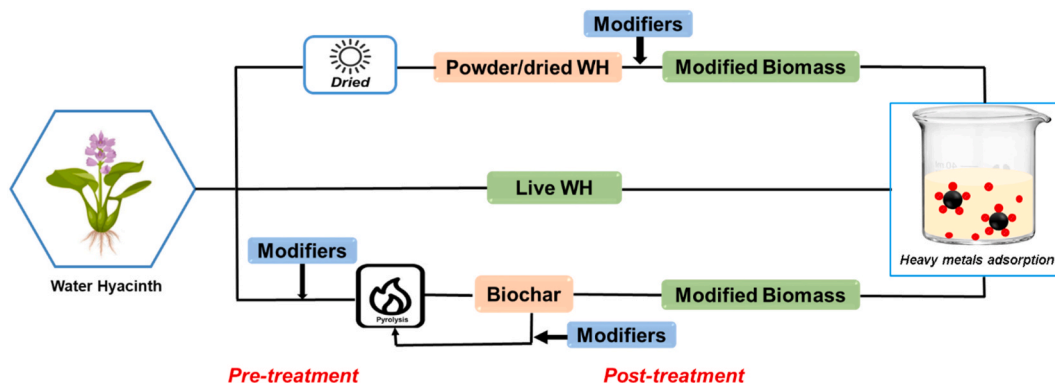 Modifiers
Dried
Powder/dried WH
Modified Biomass
Live WH
Water Hyacinth
Modifiers
Pyrolysis
Biochar
Modified Biomass
Modifiers
Heavy metals adsorption
Pre-treatment
Post-treatment